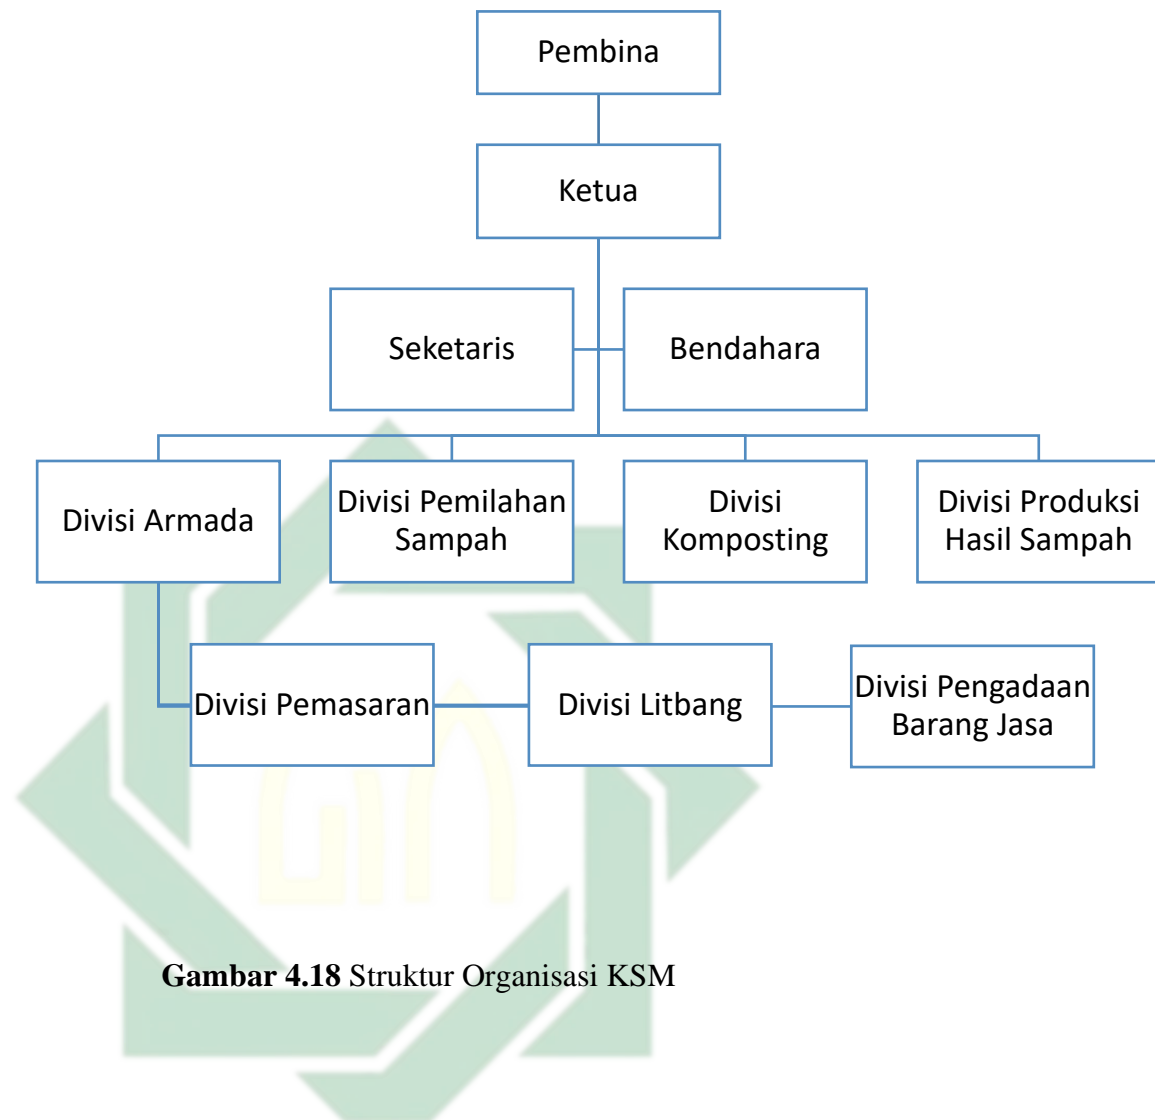 Pembina
Ketua
Seketaris
Bendahara
Divisi Armada
Divisi Pemilahan
Sampah
Divisi
Komposting
Divisi Produksi
Hasil Sampah
Divisi Pemasaran
Divisi Litbang
Divisi Pengadaan
Barang Jasa
Gambar 4.18 Struktur Organisasi KSM